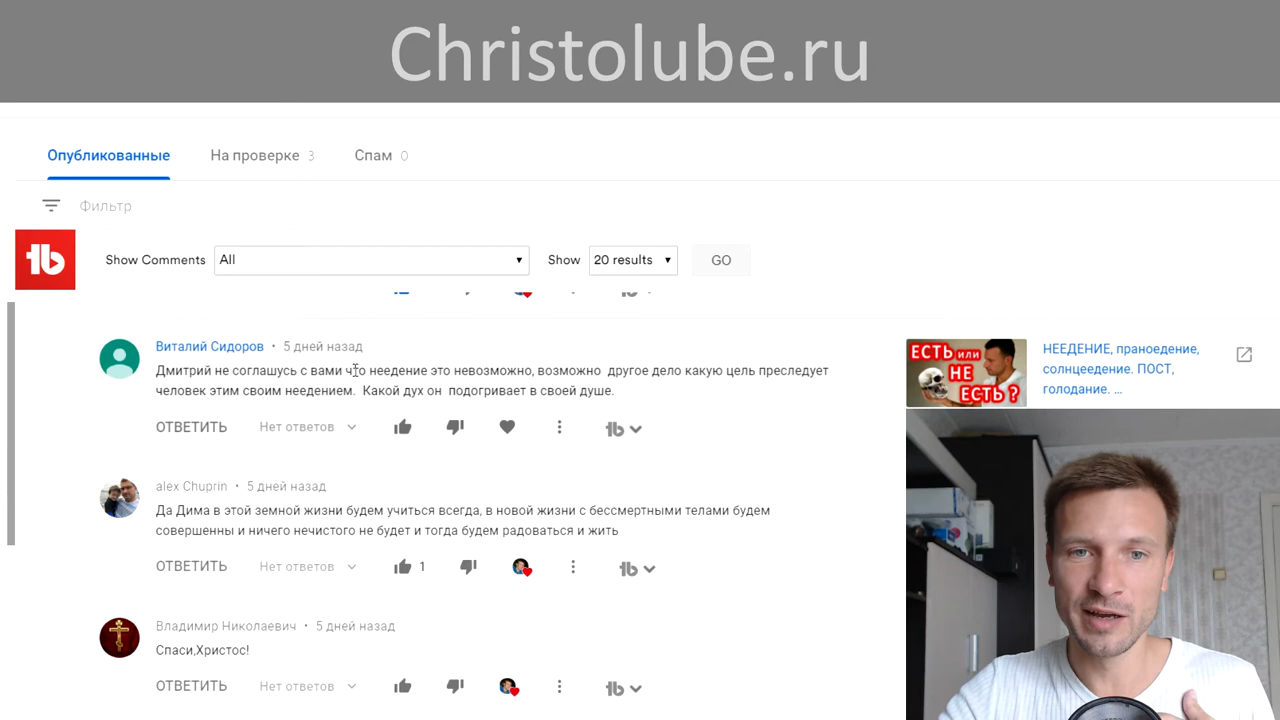 Christolube.ru
Опубликованные На проверке 3 Спам 0
Фильтр
tb Show Comments All Show 20 results GO
Виталий Сидоров • 5 дней назад
Дмитрий не соглашусь с вами что неедение это невозможно, возможно другое дело какую цель преследует
человек этим своим неедением. Какой дух он подогривает в своей душе.
ОТВЕТИТЬ Нет ответов tb
ЕСТЬ или
НЕ
ЕСТЬ ?
НЕЕДЕНИЕ, праноедение,
солнцеедение. ПОСТ,
голодание. ...
alex Chuprin • 5 дней назад
Да Дима в этой земной жизни будем учиться всегда, в новой жизни с бессмертными телами будем
совершенны и ничего нечистого не будет и тогда будем радоваться и жить
ОТВЕТИТЬ Нет ответов 1 tb
Владимир Николаевич • 5 дней назад
Спаси,Христос!
ОТВЕТИТЬ Нет ответов tb